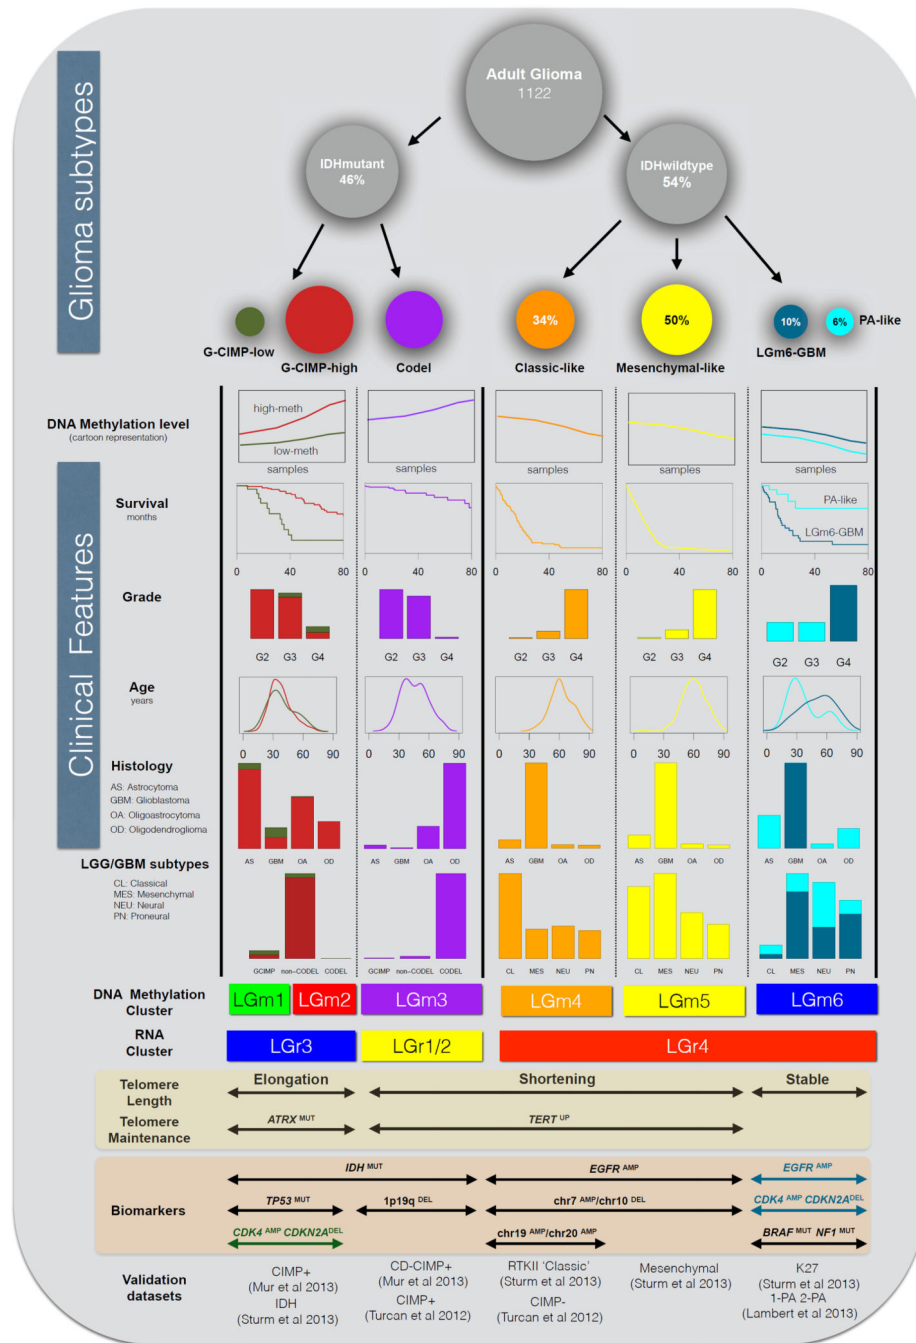 Glioma subtypes
Adult Glioma
1122
IDHmutant
46%
IDHwildtype
54%
34%
50%
10%
6%
PA-like
G-CIMP-low
G-CIMP-high
Codel
Classic-like
Mesenchymal-like
LGm6-GBM
Clinical Features
DNA Methylation level
(cartoon representation)
high-meth
low-meth
samples
samples
samples
samples
samples
Survival
months
PA-like
LGm6-GBM
0 40 80
0 40 80
0 40 80
0 40 80
0 40 80
Grade
G2 G3 G4
G2 G3 G4
G2 G3 G4
G2 G3 G4
G2 G3 G4
Age
years
0 30 60 90
0 30 60 90
0 30 60 90
0 30 60 90
0 30 60 90
Histology
AS: Astrocytoma
GBM: Glioblastoma
OA: Oligoastrocytoma
OD: Oligodendroglioma
AS GBM OA OD
AS GBM OA OD
AS GBM OA OD
AS GBM OA OD
AS GBM OA OD
LGG/GBM subtypes
CL: Classical
MES: Mesenchymal
NEU: Neural
PN: Proneural
GCIMP non-CODEL CODEL
GCIMP non-CODEL CODEL
CL MES NEU PN
CL MES NEU PN
CL MES NEU PN
DNA Methylation
Cluster
LGm1 LGm2 LGm3 LGm4 LGm5 LGm6
RNA
Cluster
LGr3 LGr1/2 LGr4
Telomere
Length
Elongation Shortening Stable
Telomere
Maintenance
ATRX MUT TERT UP
Biomarkers
IDH MUT EGFR AMP EGFR AMP
TP53 MUT 1p19q DEL chr7 AMP/chr10 DEL CDK4 AMP CDKN2A DEL
CDK4 AMP CDKN2A DEL chr19 AMP/chr20 AMP BRAF MUT NF1 MUT
Validation
datasets
CIMP+
(Mur et al 2013)
IDH
(Sturm et al 2013)
CD-CIMP+
(Mur et al 2013)
CIMP+
(Turcan et al 2012)
RTKII 'Classic'
(Sturm et al 2013)
CIMP-
(Turcan et al 2012)
Mesenchymal
(Sturm et al 2013)
K27
(Sturm et al 2013)
1-PA 2-PA
(Lambert et al 2013)